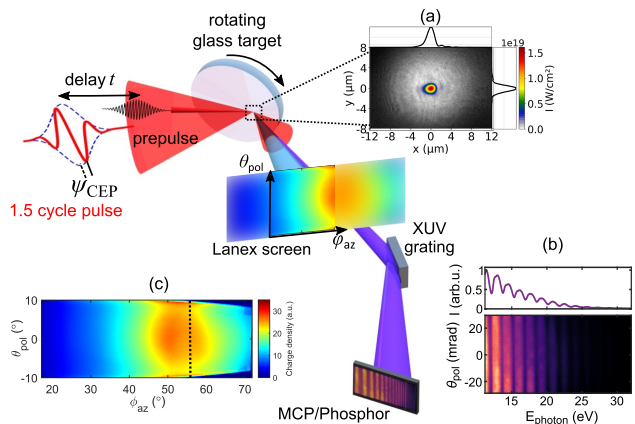 (a)
rotating
glass target
delay t
prepulse
ψCEP
1.5 cycle pulse
8
4
0
-4
-8
y (μm)
-12 -8 -4 0 4 8 12
x (μm)
1e19
1.5
1.0
0.5
0.0
I (W/cm²)
θpol
φaz
Lanex screen
XUV
grating
MCP/Phosphor
(b)
1
0.5
0
I (arb.u.)
20
0
-20
θpol (mrad)
15 20 25 30
Ephoton (eV)
(c)
10
0
-10
θpol (°)
20 30 40 50 60 70
ϕaz (°)
30
20
10
0
Charge density (a.u.)